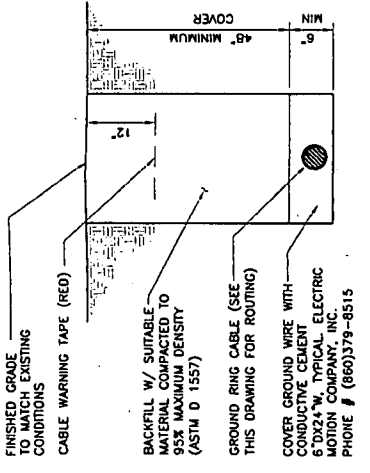 FINISHED GRADE
TO MATCH EXISTING
CONDITIONS
CABLE WARNING TAPE (RED)
BACKFILL W/ SUITABLE
MATERIAL COMPACTED TO
95% MAXIMUM DENSITY
(ASTM D 1557)
GROUND RING CABLE (SEE
THIS DRAWING FOR ROUTING)
COVER GROUND WIRE WITH
CONDUCTIVE CEMENT
6"DX24"W, TYPICAL, ELECTRIC
MOTION COMPANY, INC.
PHONE # (860)379-8515
12"
48" MINIMUM
COVER
6"
MIN